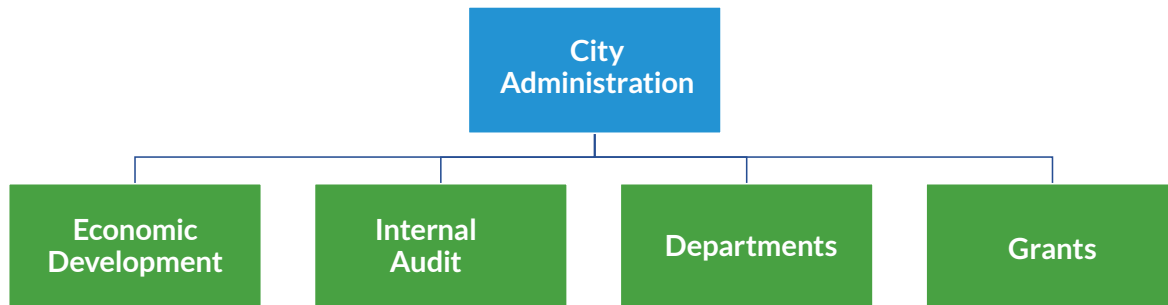 City
Administration
Economic
Development
Internal
Audit
Departments
Grants